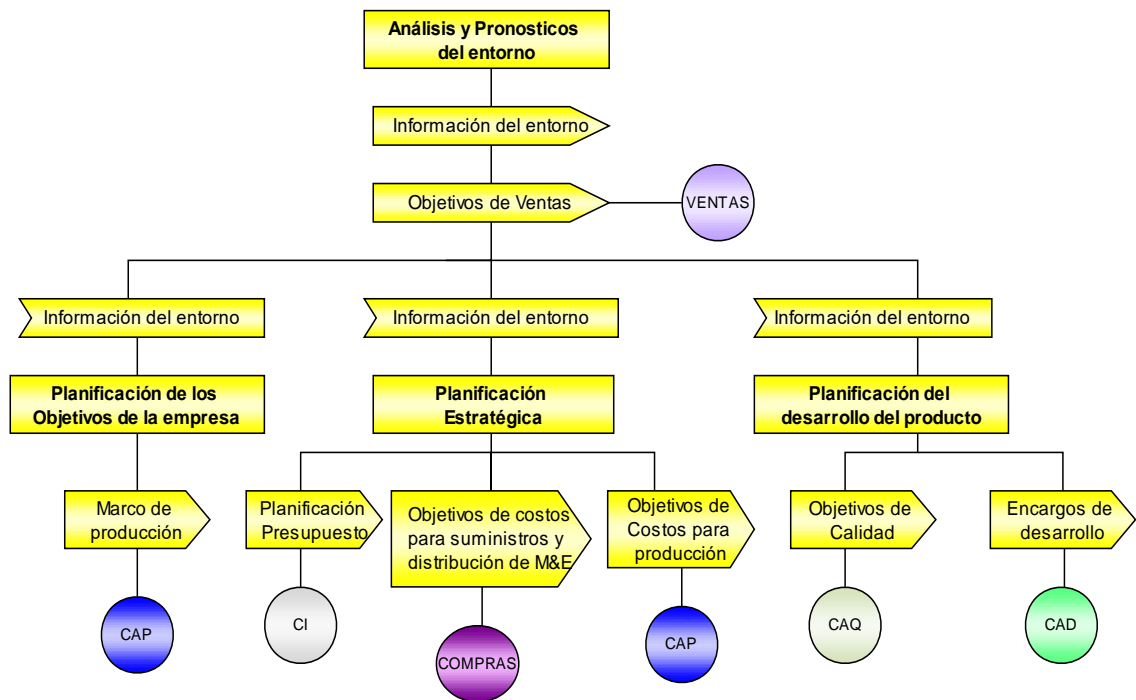 Análisis y Pronosticos
del entorno
Información del entorno
Objetivos de Ventas
VENTAS
Información del entorno
Información del entorno
Información del entorno
Planificación de los
Objetivos de la empresa
Planificación
Estratégica
Planificación del
desarrollo del producto
Marco de
producción
Planificación
Presupuesto
Objetivos de costos
para suministros y
distribución de M&E
Objetivos de
Costos para
producción
Objetivos de
Calidad
Encargos de
desarrollo
CAP
CI
COMPRAS
CAP
CAQ
CAD